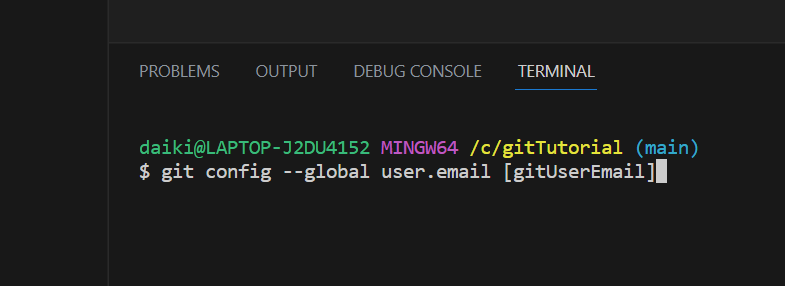 PROBLEMS OUTPUT DEBUG CONSOLE TERMINAL
daiki@LAPTOP-J2DU4152 MINGW64 /c/gitTutorial (main)
$ git config --global user.email [gitUserEmail]